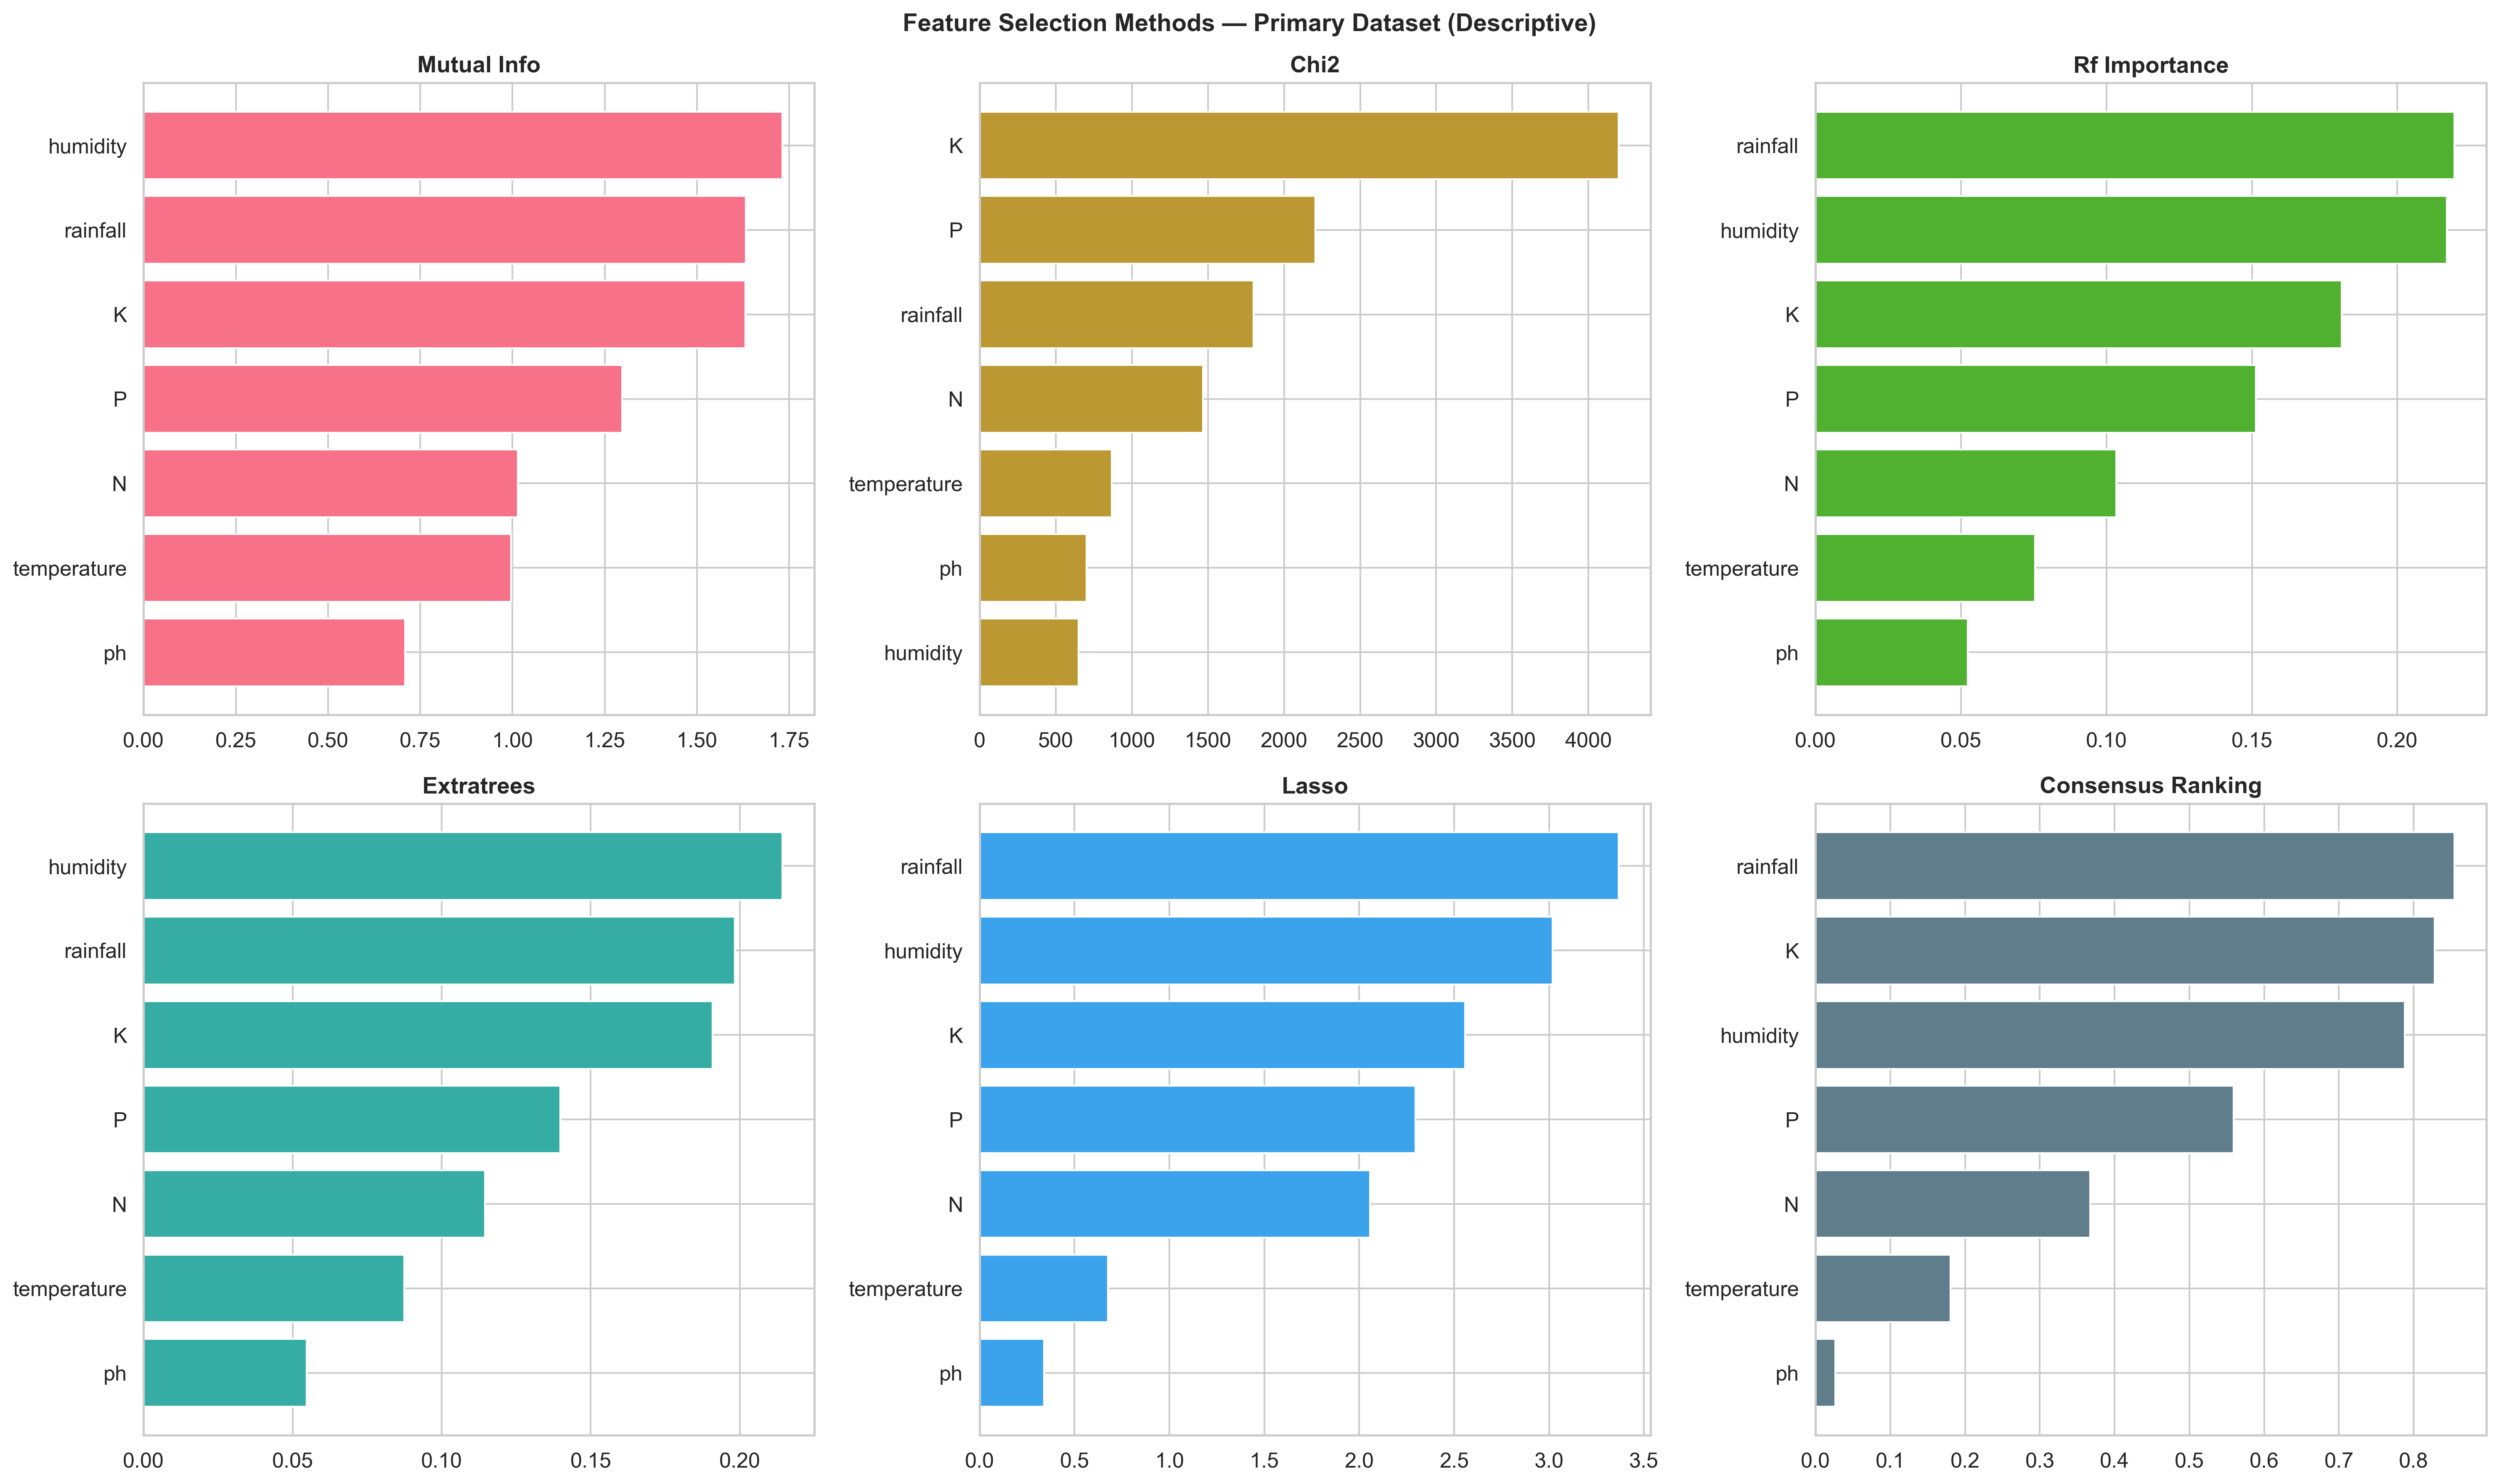 Feature Selection Methods — Primary Dataset (Descriptive)
Mutual Info
humidity
rainfall
K
P
N
temperature
ph
0.00 0.25 0.50 0.75 1.00 1.25 1.50 1.75
Chi2
K
P
rainfall
N
temperature
ph
humidity
0 500 1000 1500 2000 2500 3000 3500 4000
Rf Importance
rainfall
humidity
K
P
N
temperature
ph
0.00 0.05 0.10 0.15 0.20
Extratrees
humidity
rainfall
K
P
N
temperature
ph
0.00 0.05 0.10 0.15 0.20
Lasso
rainfall
humidity
K
P
N
temperature
ph
0.0 0.5 1.0 1.5 2.0 2.5 3.0 3.5
Consensus Ranking
rainfall
K
humidity
P
N
temperature
ph
0.0 0.1 0.2 0.3 0.4 0.5 0.6 0.7 0.8